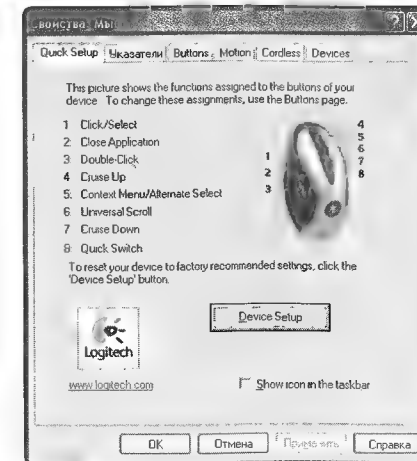 войства: Мы
Quick Setup Указатели Buttons Motion Cordless Devices
This picture shows the functions assigned to the buttons of your
device To change these assignments, use the Buttons page.
1 Click/Select
2 Close Application
3 Double-Click
4 Cruise Up
5. Context Menu/Alternate Select
6 Universal Scroll
7 Cruise Down
8 Quick Switch
1
2
3
4
5
6
7
8
To reset your device to factory recommended settings, click the
'Device Setup' button.
Device Setup
Logitech
www.logitech.com
Show icon in the taskbar
OK Отмена Применить Справка